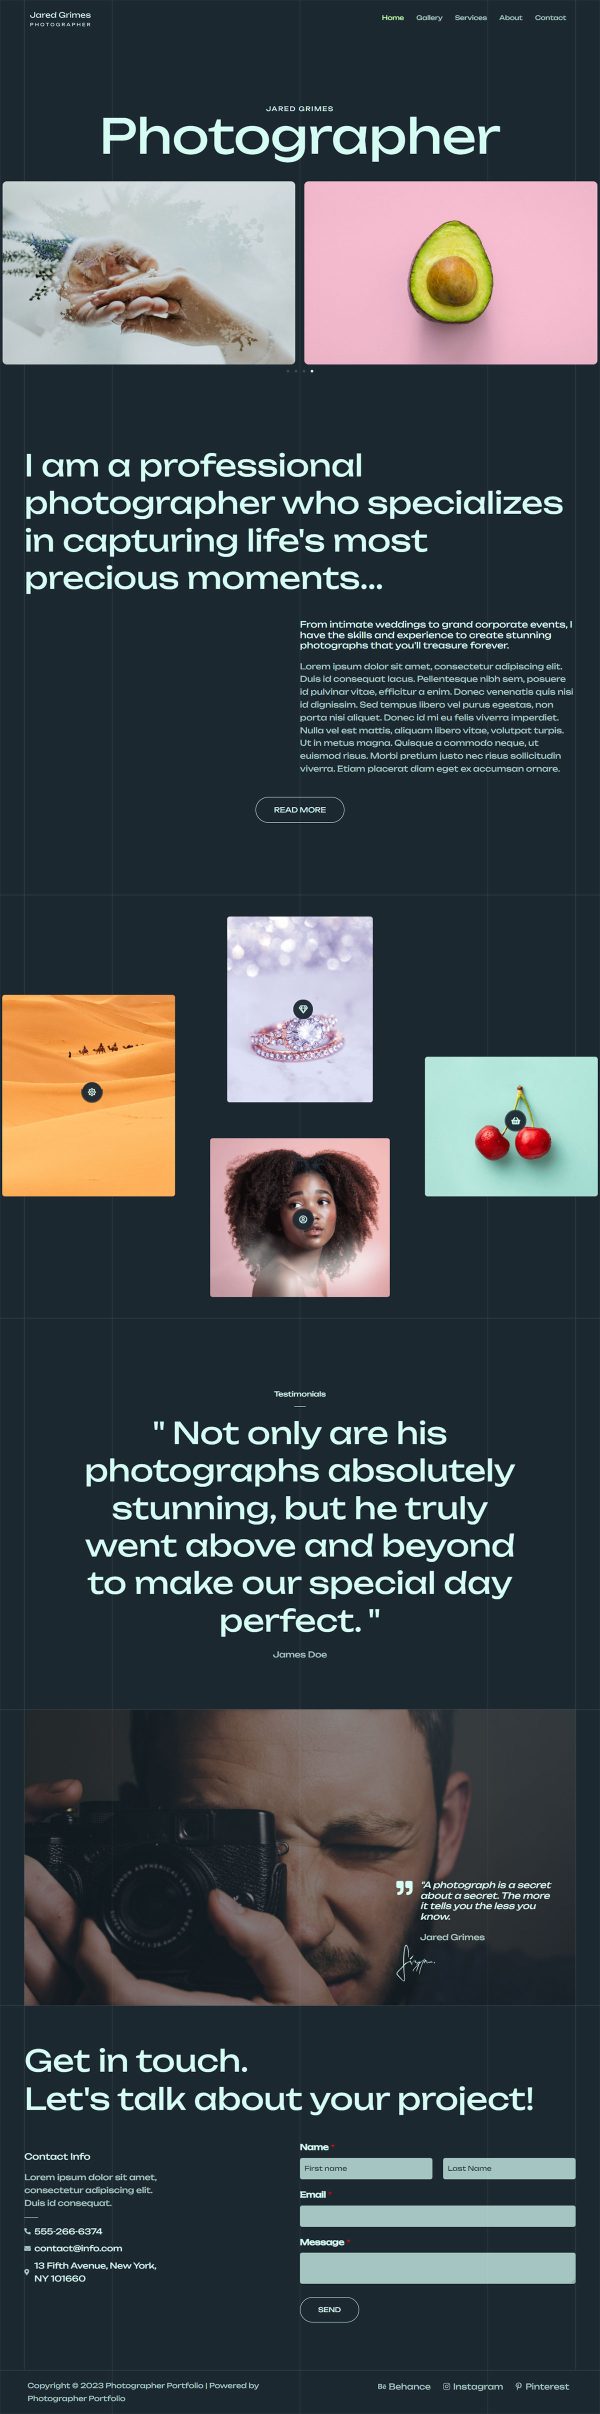 Jared Grimes
PHOTOGRAPHER
Home Gallery Services About Contact
JARED GRIMES
Photographer
I am a professional
photographer who specializes
in capturing life's most
precious moments...
From intimate weddings to grand corporate events, I
have the skills and experience to create stunning
photographs that you'll treasure forever.
Lorem ipsum dolor sit amet, consectetur adipiscing elit.
Duis id consequat lacus. Pellentesque nibh sem, posuere
id pulvinar vitae, efficitur a enim. Donec venenatis quis nisl
id dignissim. Sed tempus libero vel purus egestas, non
porta nisi aliquet. Donec id mi eu felis viverra imperdiet.
Nulla vel est mattis, aliquam libero vitae, volutpat turpis.
Ut in metus magna. Quisque a commodo neque, ut
euismod risus. Morbi pretium justo nec risus sollicitudin
viverra. Etiam placerat diam eget ex accumsan ornare.
READ MORE
Testimonials
" Not only are his
photographs absolutely
stunning, but he truly
went above and beyond
to make our special day
perfect. "
James Doe
"A photograph is a secret
about a secret. The more
it tells you the less you
know.
Jared Grimes
Get in touch.
Let's talk about your project!
Contact Info
Lorem ipsum dolor sit amet,
consectetur adipiscing elit.
Duis id consequat.
555-266-6374
contact@info.com
13 Fifth Avenue, New York,
NY 101660
Name *
First name Last Name
Email *
Message *
SEND
Copyright © 2023 Photographer Portfolio | Powered by
Photographer Portfolio
Behance Instagram Pinterest